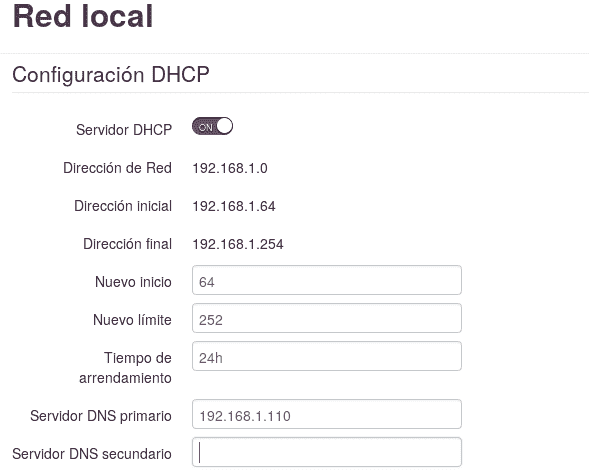 Red local
Configuración DHCP
Servidor DHCP ON
Dirección de Red 192.168.1.0
Dirección inicial 192.168.1.64
Dirección final 192.168.1.254
Nuevo inicio 64
Nuevo límite 252
Tiempo de 24h
arrendamiento
Servidor DNS primario 192.168.1.110
Servidor DNS secundario